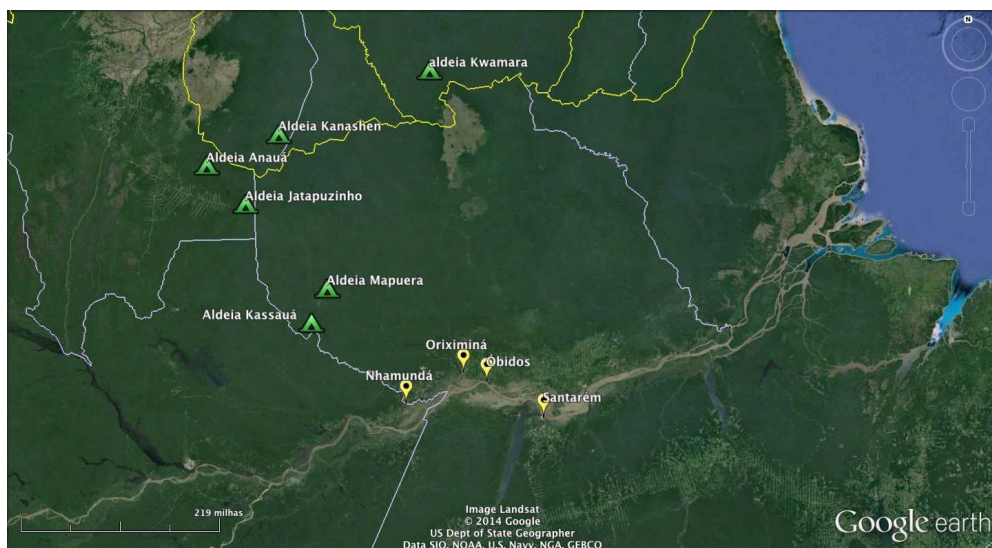 N
aldeia Kwamara
Aldeia Kanashen
Aldeia Anauá
Aldeia Jatapuzinho
Aldeia Mapuera
Aldeia Kassauá
Oriximiná
Óbidos
Nhamundá
Santarém
219 milhas
Image Landsat
© 2014 Google
US Dept of State Geographer
Data SIO, NOAA, U.S. Navy, NGA, GEBCO
Google earth